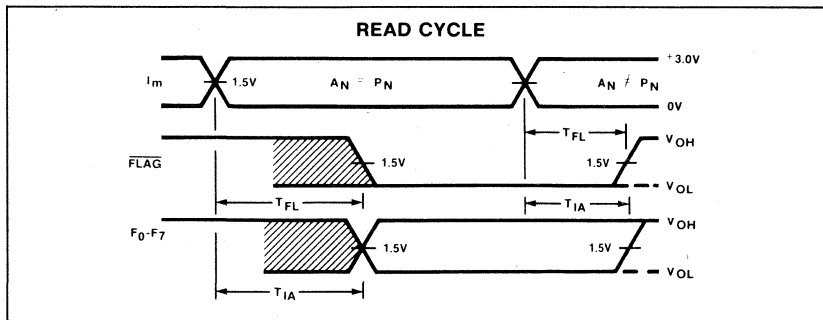 READ CYCLE
Im 1.5V AN = PN AN ≠ PN +3.0V
0V
TFL
FLAG 1.5V 1.5V VOH
VOL
TFL TIA
F0-F7 1.5V 1.5V VOH
VOL
TIA